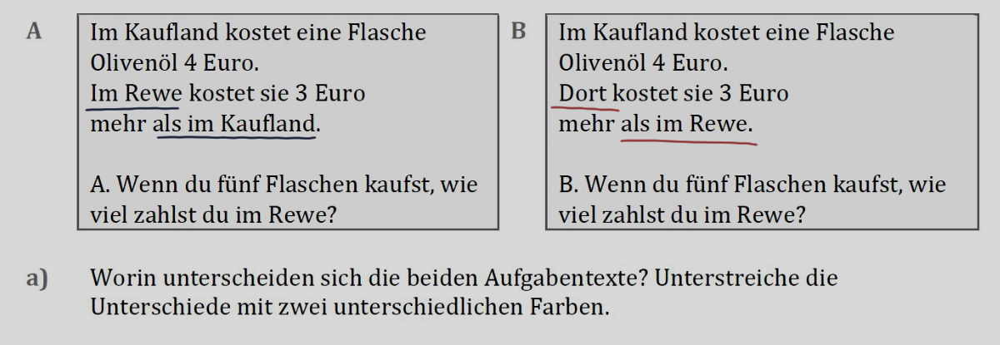 A
Im Kaufland kostet eine Flasche
Olivenöl 4 Euro.
Im Rewe kostet sie 3 Euro
mehr als im Kaufland.
A. Wenn du fünf Flaschen kaufst, wie
viel zahlst du im Rewe?
B
Im Kaufland kostet eine Flasche
Olivenöl 4 Euro.
Dort kostet sie 3 Euro
mehr als im Rewe.
B. Wenn du fünf Flaschen kaufst, wie
viel zahlst du im Rewe?
a) Worin unterscheiden sich die beiden Aufgabentexte? Unterstreiche die
Unterschiede mit zwei unterschiedlichen Farben.